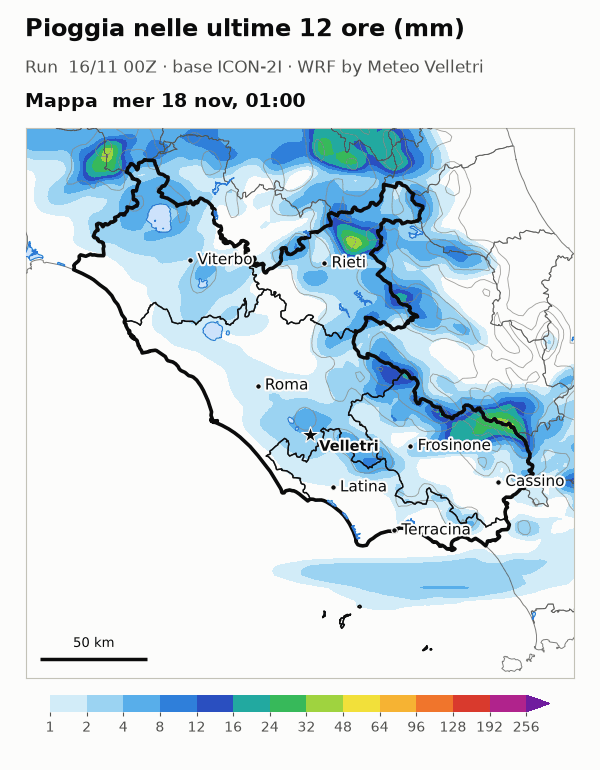 Pioggia nelle ultime 12 ore (mm)
Run  16/11 00Z · base ICON-2I · WRF by Meteo Velletri
Mappa  mer 18 nov, 01:00
Viterbo
Rieti
Roma
Velletri
Frosinone
Latina
Cassino
Terracina
50 km
1 2 4 8 12 16 24 32 48 64 96 128 192 256